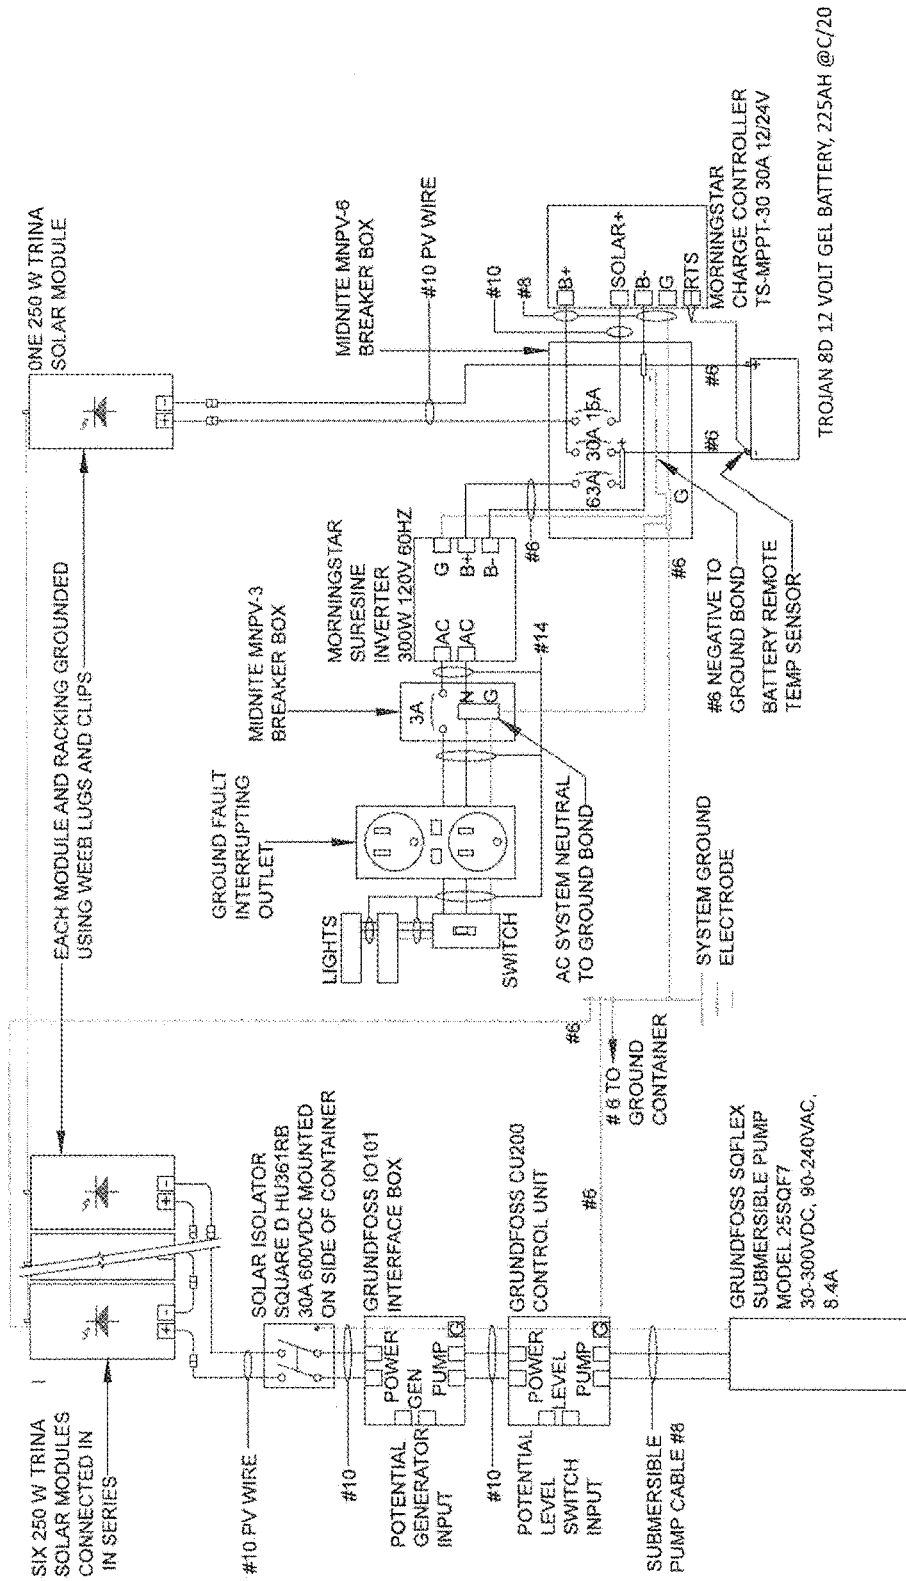 SIX 250 W TRINA
SOLAR MODULES
CONNECTED IN
IN SERIES
EACH MODULE AND RACKING GROUNDED
USING WEEB LUGS AND CLIPS
ONE 250 W TRINA
SOLAR MODULE
+ -
+ -
+ -
#10 PV WIRE
SOLAR ISOLATOR
SQUARE D HU361RB
30A 600VDC MOUNTED
ON SIDE OF CONTAINER
#10
GRUNDFOSS IO101
INTERFACE BOX
POWER
GEN
PUMP
G
POTENTIAL
GENERATOR
INPUT
#10
GRUNDFOSS CU200
CONTROL UNIT
POWER
LEVEL
PUMP
G
POTENTIAL
LEVEL
SWITCH
INPUT
SUBMERSIBLE
PUMP CABLE #8
GRUNDFOSS SQFLEX
SUBMERSIBLE PUMP
MODEL 25SQF7
30-300VDC, 90-240VAC,
8.4A
#6
#6
# 6 TO
GROUND
CONTAINER
SYSTEM GROUND
ELECTRODE
GROUND FAULT
INTERRUPTING
OUTLET
LIGHTS
SWITCH
MIDNITE MNPV-3
BREAKER BOX
3A
N
G
AC SYSTEM NEUTRAL
TO GROUND BOND
#14
MORNINGSTAR
SURESINE
INVERTER
300W 120V 60HZ
AC
AC
G
B+
B-
#6
MIDNITE MNPV-6
BREAKER BOX
#10 PV WIRE
63A
30A
15A
+
-
G
#6
#10
#8
B+
SOLAR+
B-
G
RTS
MORNINGSTAR
CHARGE CONTROLLER
TS-MPPT-30 30A 12/24V
#6
#6
#6 NEGATIVE TO
GROUND BOND
BATTERY REMOTE
TEMP SENSOR
- +
TROJAN 8D 12 VOLT GEL BATTERY, 225AH @C/20